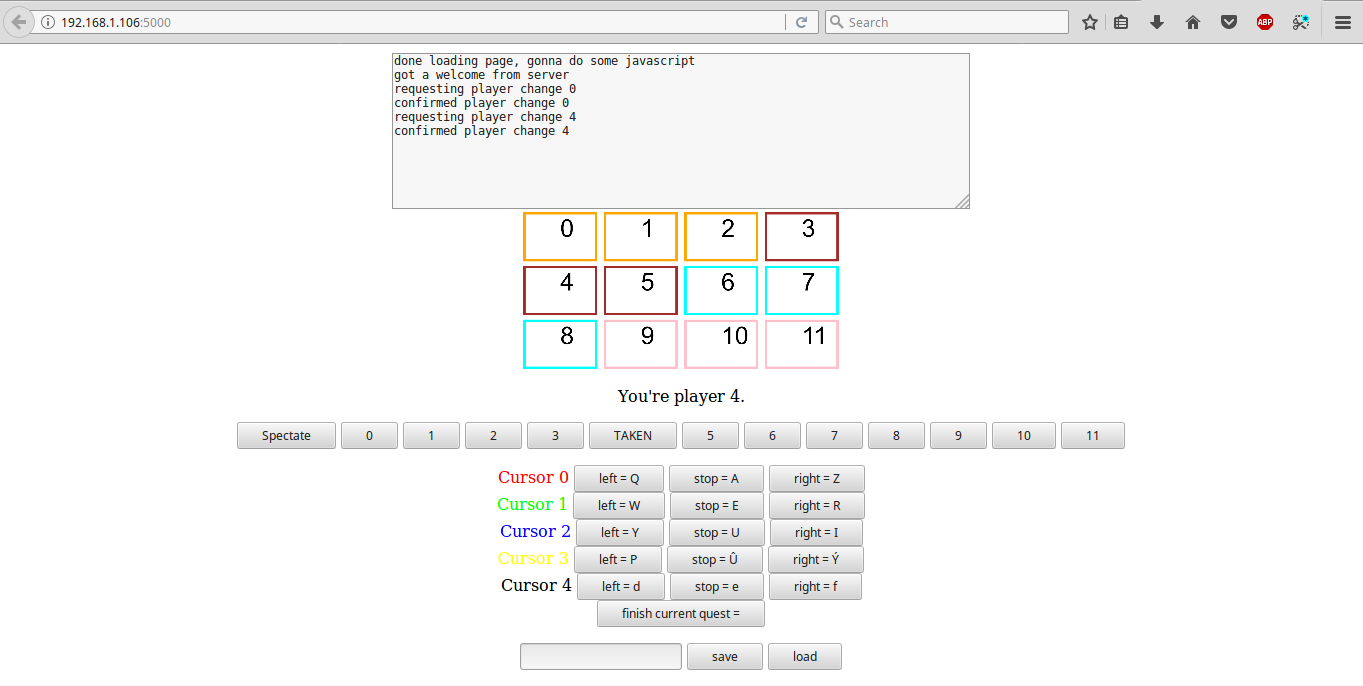 192.168.1.106:5000 Search ABP
done loading page, gonna do some javascript
got a welcome from server
requesting player change 0
confirmed player change 0
requesting player change 4
confirmed player change 4
0 1 2 3
4 5 6 7
8 9 10 11
You're player 4.
Spectate 0 1 2 3 TAKEN 5 6 7 8 9 10 11
Cursor 0 left = Q stop = A right = Z
Cursor 1 left = W stop = E right = R
Cursor 2 left = Y stop = U right = I
Cursor 3 left = P stop = Û right = Ý
Cursor 4 left = d stop = e right = f
finish current quest =
save load